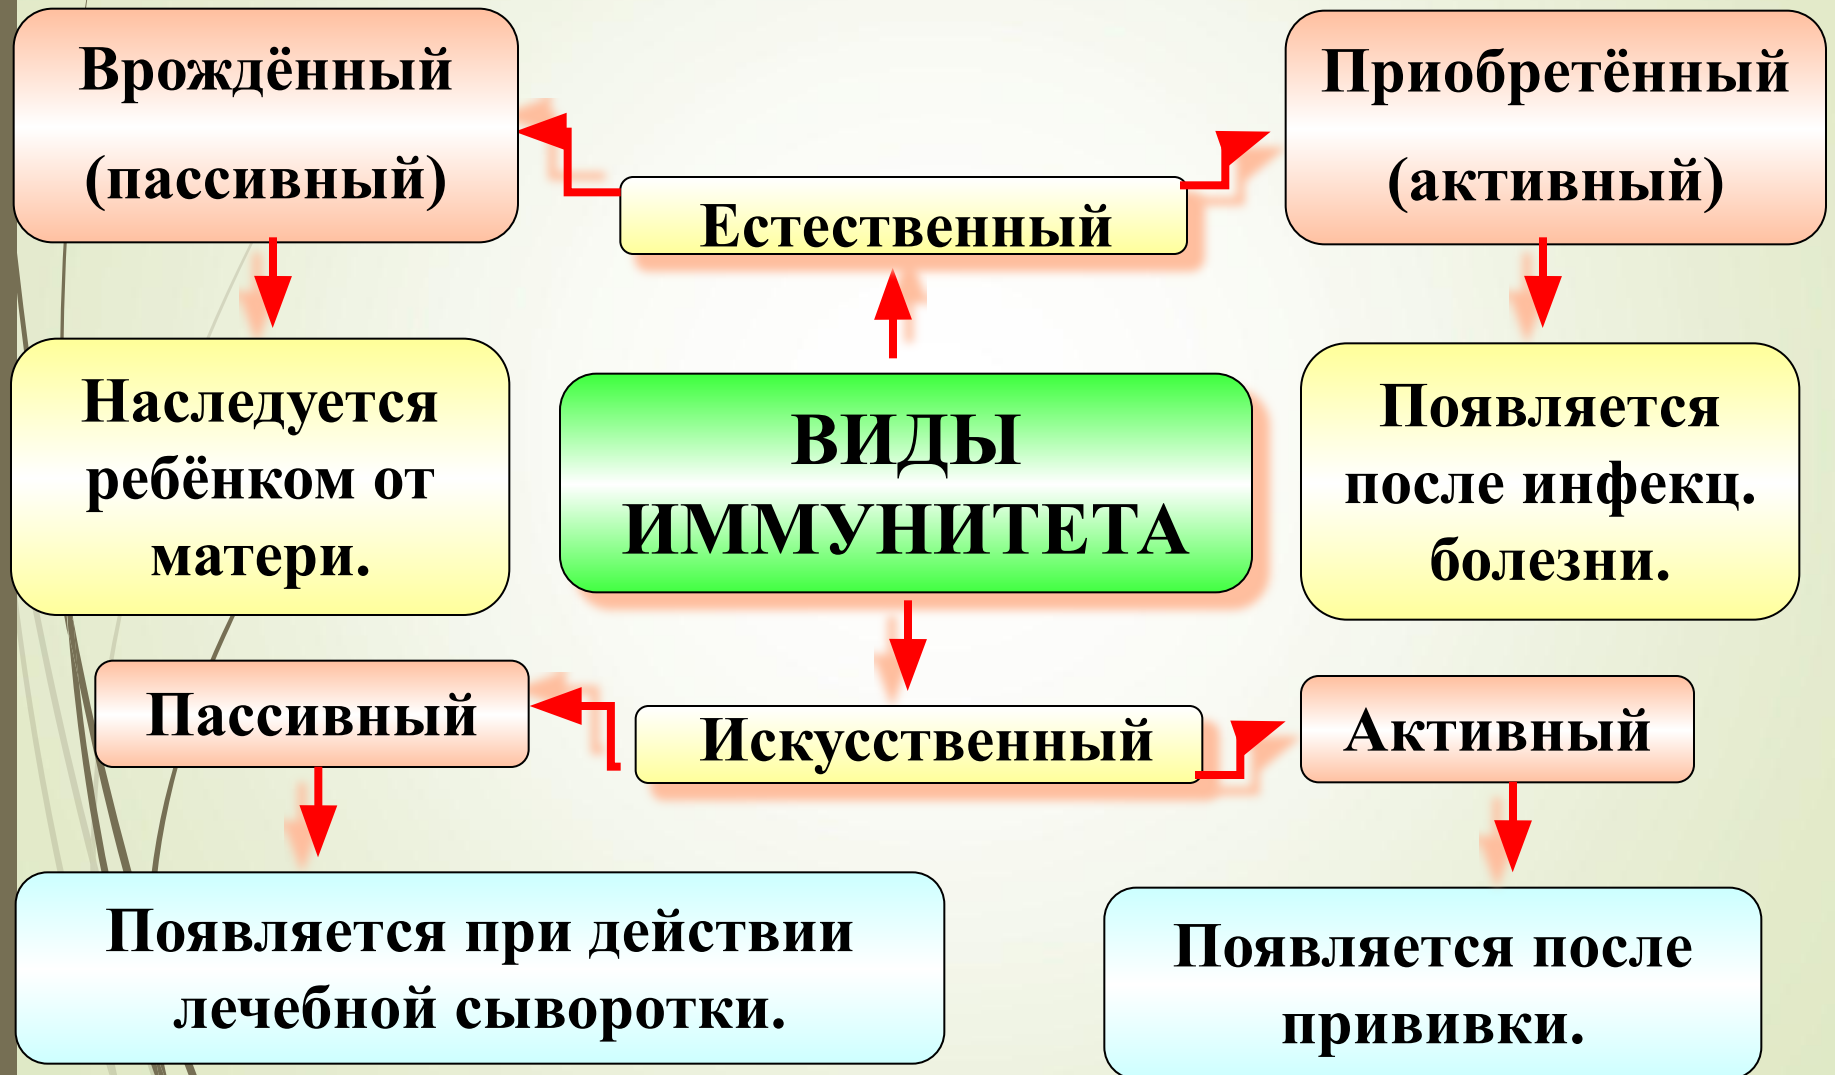 Врождённый
(пассивный)
Приобретённый
(активный)
Естественный
Наследуется
ребёнком от
матери.
ВИДЫ
ИММУНИТЕТА
Появляется
после инфекц.
болезни.
Пассивный
Искусственный
Активный
Появляется при действии
лечебной сыворотки.
Появляется после
прививки.